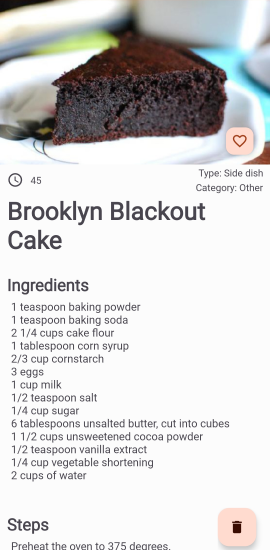 45
Type: Side dish
Category: Other
Brooklyn Blackout
Cake
Ingredients
1 teaspoon baking powder
1 teaspoon baking soda
2 1/4 cups cake flour
1 tablespoon corn syrup
2/3 cup cornstarch
3 eggs
1 cup milk
1/2 teaspoon salt
1/4 cup sugar
6 tablespoons unsalted butter, cut into cubes
1 1/2 cups unsweetened cocoa powder
1/2 teaspoon vanilla extract
1/4 cup vegetable shortening
2 cups of water
Steps
Preheat the oven to 375 degrees.